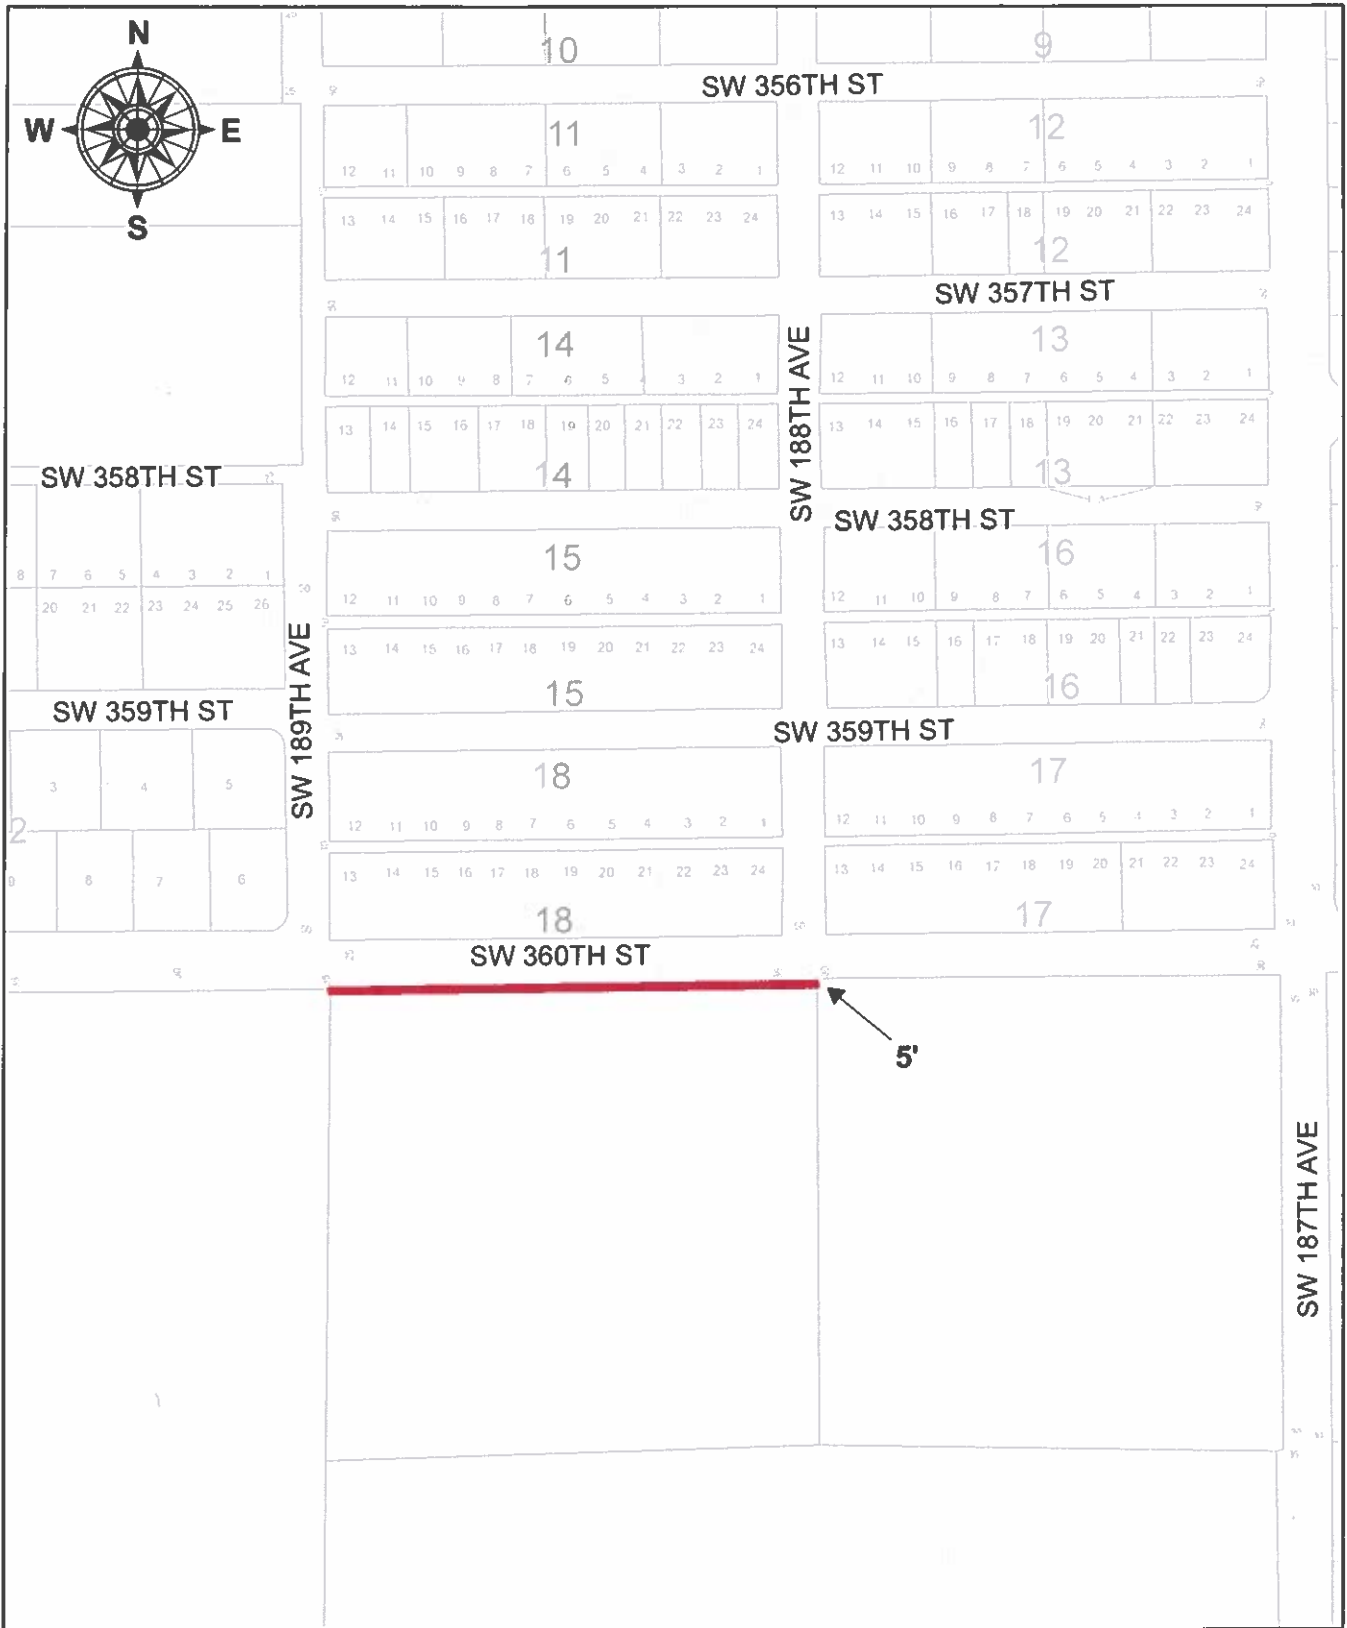 N
W E
S
10 9
SW 356TH ST
11 12
12 11 10 9 8 7 6 5 4 3 2 1 12 11 10 9 8 7 6 5 4 3 2 1
13 14 15 16 17 18 19 20 21 22 23 24 13 14 15 16 17 18 19 20 21 22 23 24
11 12
SW 357TH ST
14 13
SW 188TH AVE
12 11 10 9 8 7 6 5 4 3 2 1 12 11 10 9 8 7 6 5 4 3 2 1
13 14 15 16 17 18 19 20 21 22 23 24 13 14 15 16 17 18 19 20 21 22 23 24
14 13
SW 358TH ST
SW 358TH ST
15 16
8 7 6 5 4 3 2 1
12 11 10 9 8 7 6 5 4 3 2 1 12 11 10 9 8 7 6 5 4 3 2 1
20 21 22 23 24 25 26
13 14 15 16 17 18 19 20 21 22 23 24 13 14 15 16 17 18 19 20 21 22 23 24
15 16
SW 189TH AVE
SW 359TH ST
SW 359TH ST
18 17
3 4 5
2
12 11 10 9 8 7 6 5 4 3 2 1 12 11 10 9 8 7 6 5 4 3 2 1
13 14 15 16 17 18 19 20 21 22 23 24 13 14 15 16 17 18 19 20 21 22 23 24
9 8 7 6
18 17
SW 360TH ST
5'
SW 187TH AVE